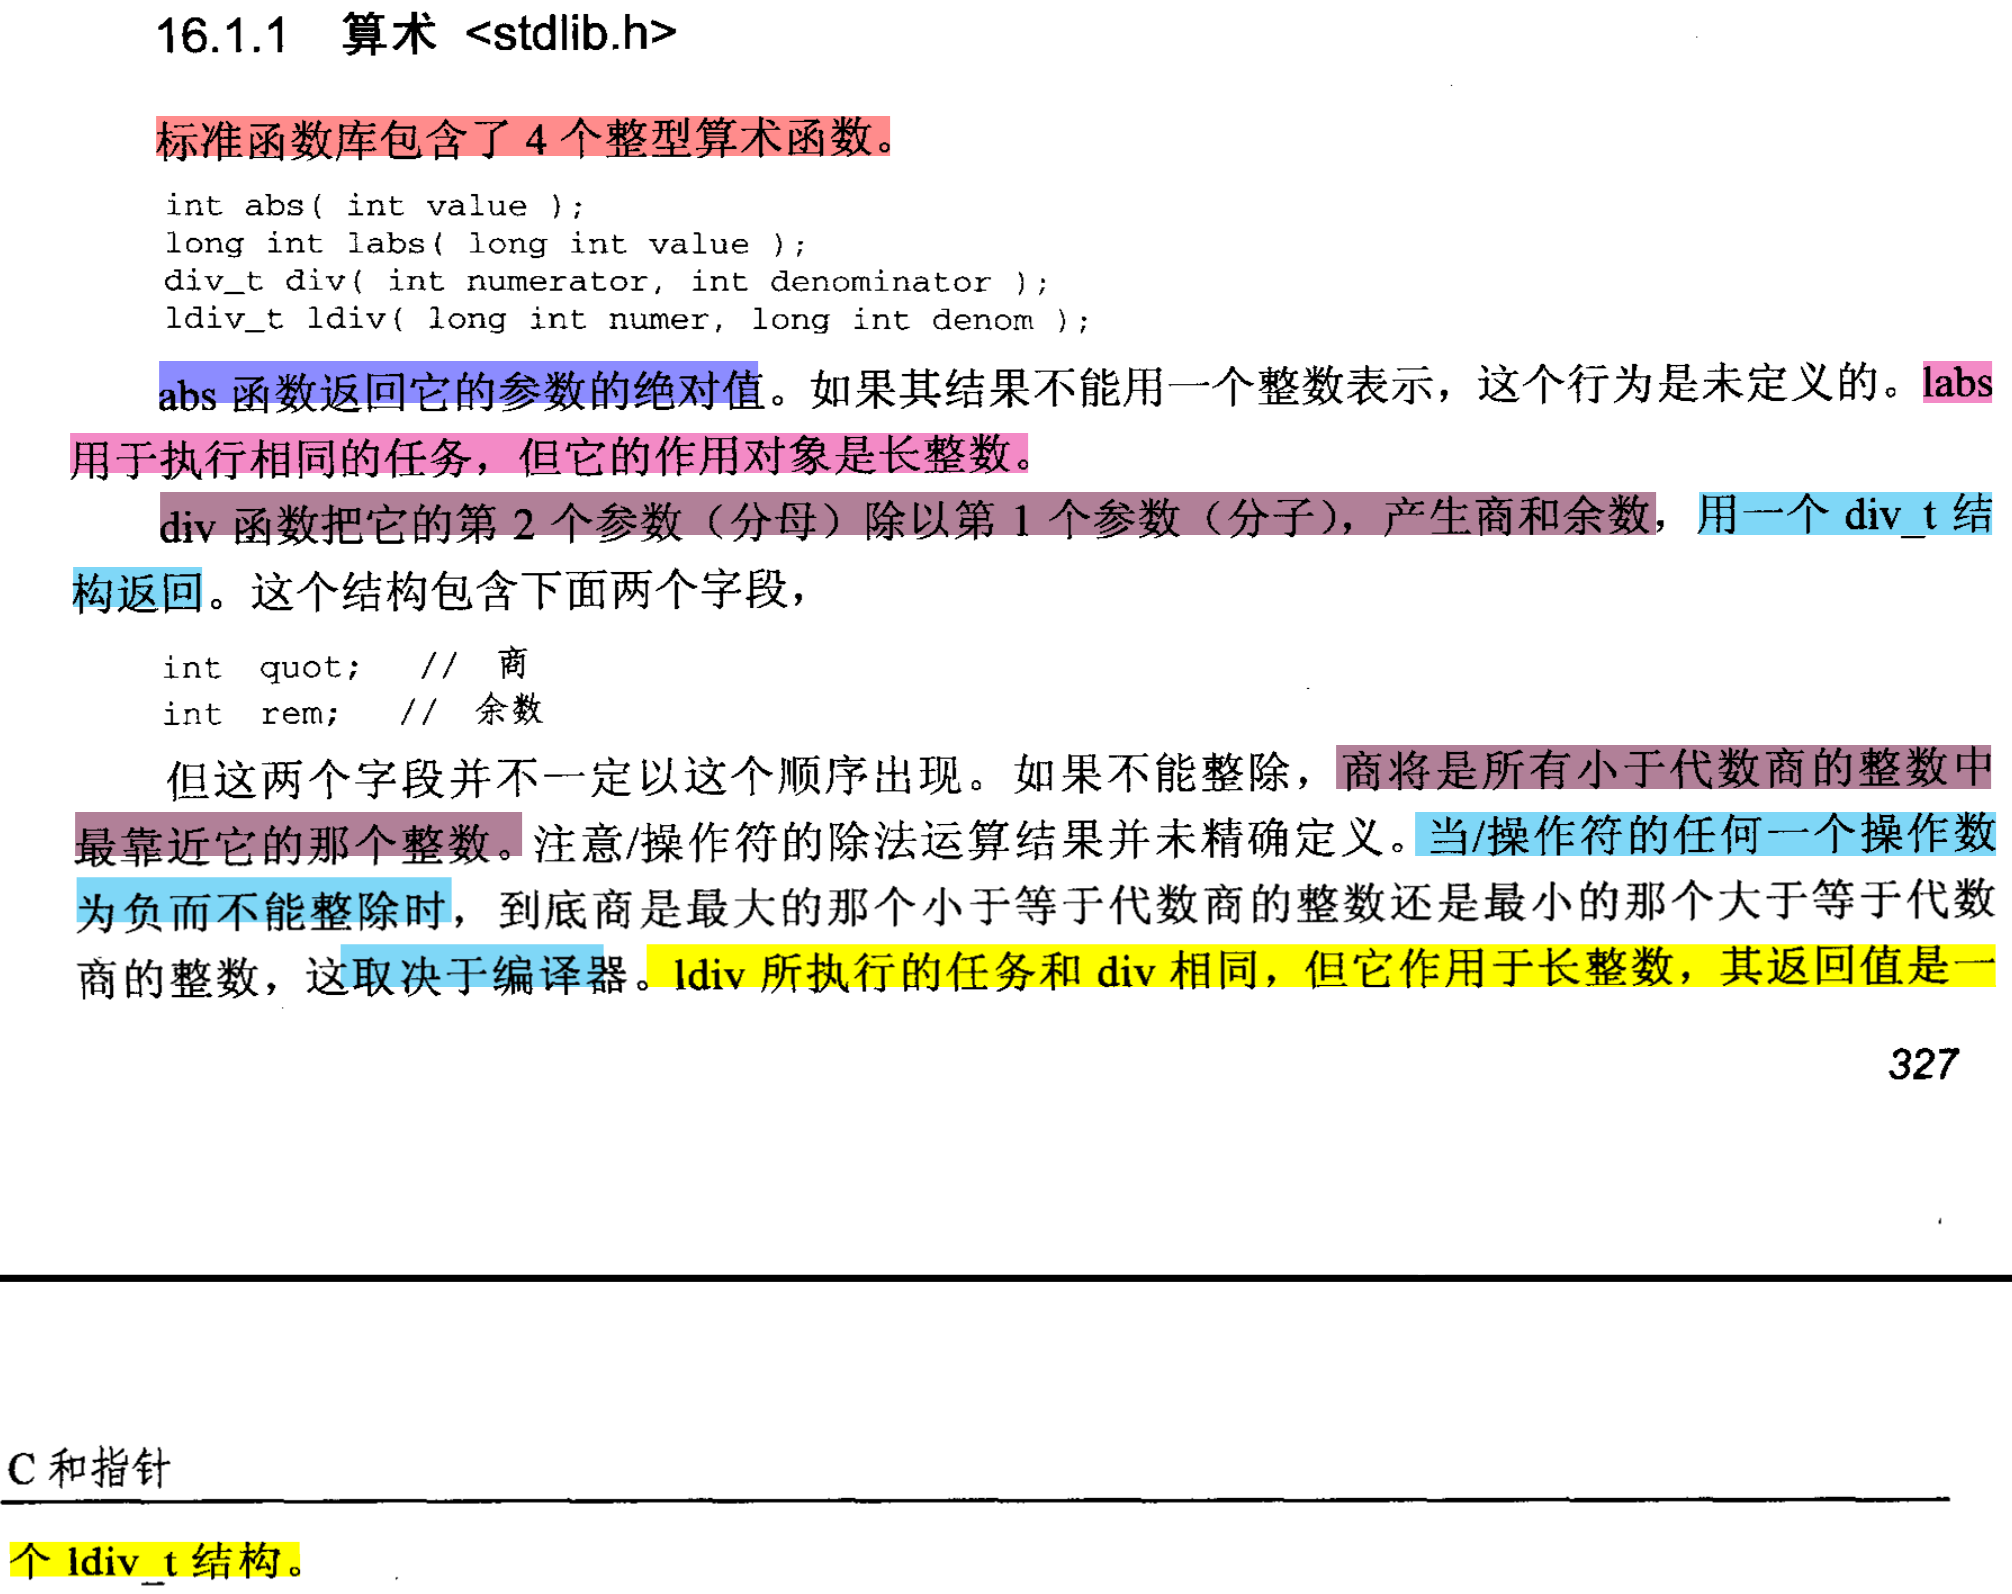 16.1.1 算术 <stdlib.h>
标准函数库包含了 4 个整型算术函数。
int abs( int value );
long int labs( long int value );
div_t div( int numerator, int denominator );
ldiv_t ldiv( long int numer, long int denom );
abs 函数返回它的参数的绝对值。如果其结果不能用一个整数表示，这个行为是未定义的。labs
用于执行相同的任务，但它的作用对象是长整数。
div 函数把它的第 2 个参数（分母）除以第 1 个参数（分子），产生商和余数，用一个 div_t 结
构返回。这个结构包含下面两个字段，
int quot; // 商
int rem; // 余数
但这两个字段并不一定以这个顺序出现。如果不能整除，商将是所有小于代数商的整数中
最靠近它的那个整数。注意/操作符的除法运算结果并未精确定义。当/操作符的任何一个操作数
为负而不能整除时，到底商是最大的那个小于等于代数商的整数还是最小的那个大于等于代数
商的整数，这取决于编译器。ldiv 所执行的任务和 div 相同，但它作用于长整数，其返回值是一
327
C 和指针
个 ldiv_t 结构。